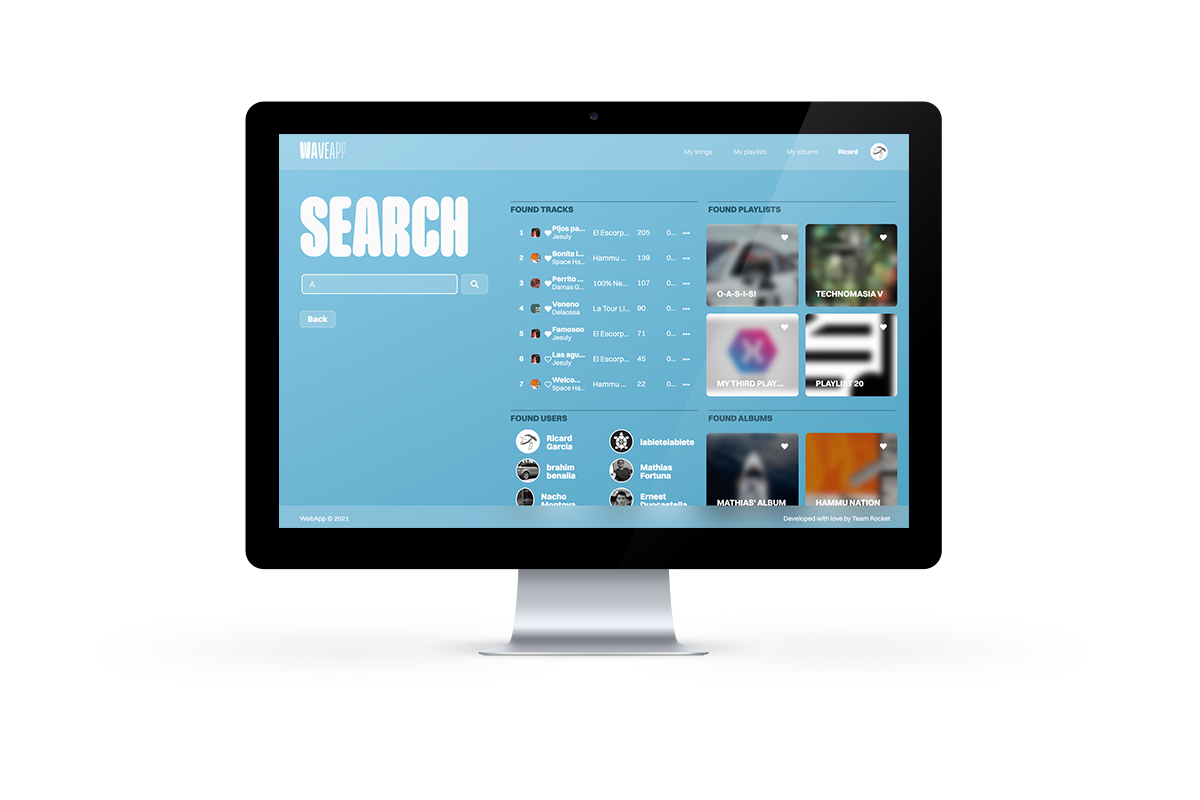 WAVEAPP
My songs
My playlists
My albums
Ricard
SEARCH
A
Back
FOUND TRACKS
1 Pijos pa... El Escorp... 205 0... •••
Jesuly
2 Bonita l... Hammu ... 139 0... •••
Space Ha...
3 Perrito ... 100% Ne... 107 0... •••
Damas G...
4 Veneno La Tour Li... 90 0... •••
Delaossa
5 Famoseo El Escorp... 71 0... •••
Jesuly
6 Las agu... El Escorp... 45 0... •••
Jesuly
7 Welco... Hammu ... 22 0... •••
Space Ha...
FOUND PLAYLISTS
O-A-S-I-S!
TECHNOMASIA V
MY THIRD PLAY...
PLAYLIST 20
FOUND USERS
Ricard
Garcia
labietelabiete
brahim
benalia
Mathias
Fortuna
Nacho
Montoya
Ernest
Duocastella
FOUND ALBUMS
MATHIAS' ALBUM
HAMMU NATION
WebApp © 2021
Developed with love by Team Rocket